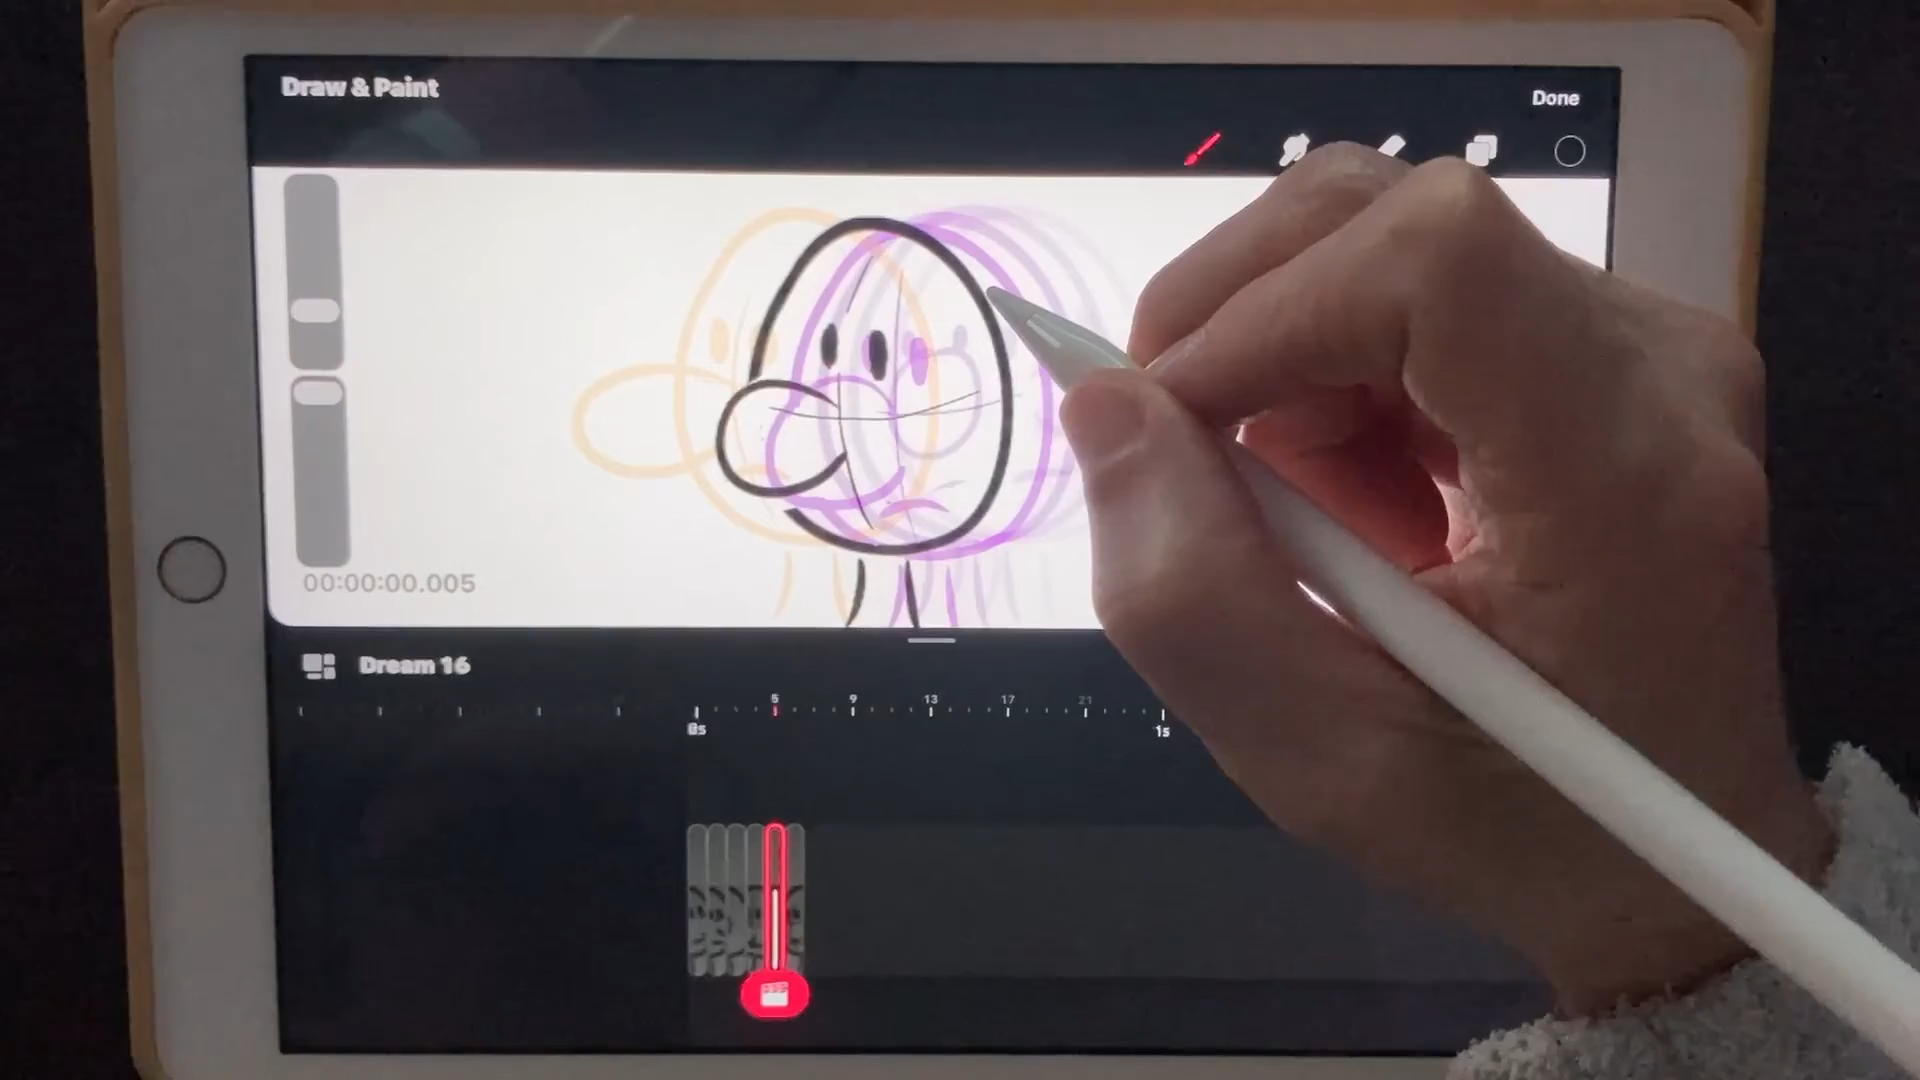 Draw & Paint
Done
00:00:00.005
Dream 16
5 9 13 17 21
0s 1s